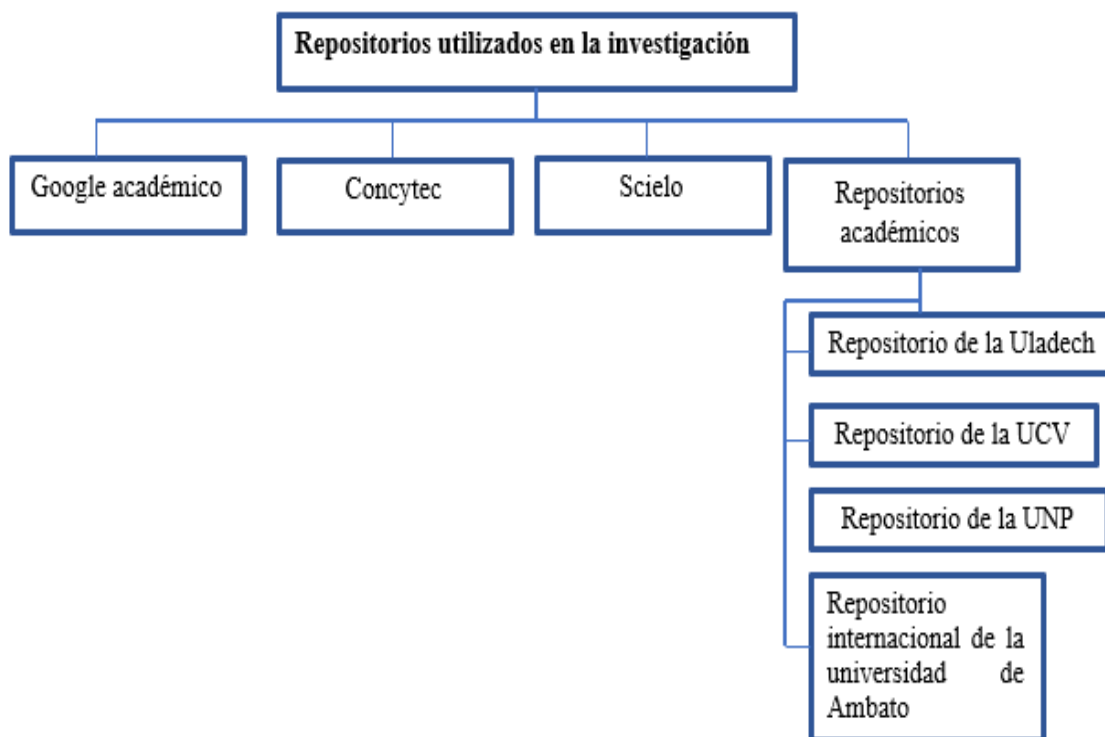 Repositorios utilizados en la investigación
Google académico
Concytec
Scielo
Repositorios
académicos
Repositorio de la Uladech
Repositorio de la UCV
Repositorio de la UNP
Repositorio
internacional de la
universidad de
Ambato